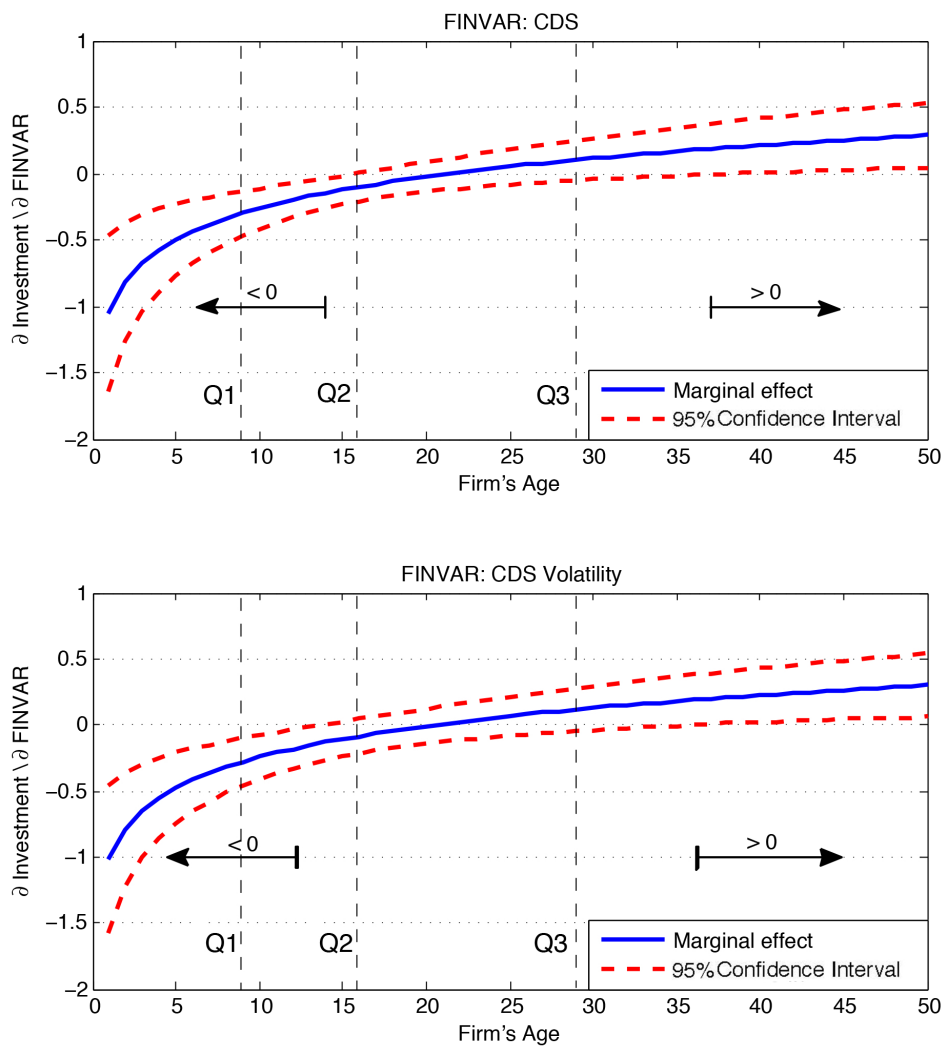 FINVAR: CDS
1
0.5
0
−0.5
−1
−1.5
−2
∂ Investment \ ∂ FINVAR
< 0
> 0
Q1
Q2
Q3
Marginal effect
95% Confidence Interval
0 5 10 15 20 25 30 35 40 45 50
Firm's Age
FINVAR: CDS Volatility
1
0.5
0
−0.5
−1
−1.5
−2
∂ Investment \ ∂ FINVAR
< 0
> 0
Q1
Q2
Q3
Marginal effect
95% Confidence Interval
0 5 10 15 20 25 30 35 40 45 50
Firm's Age